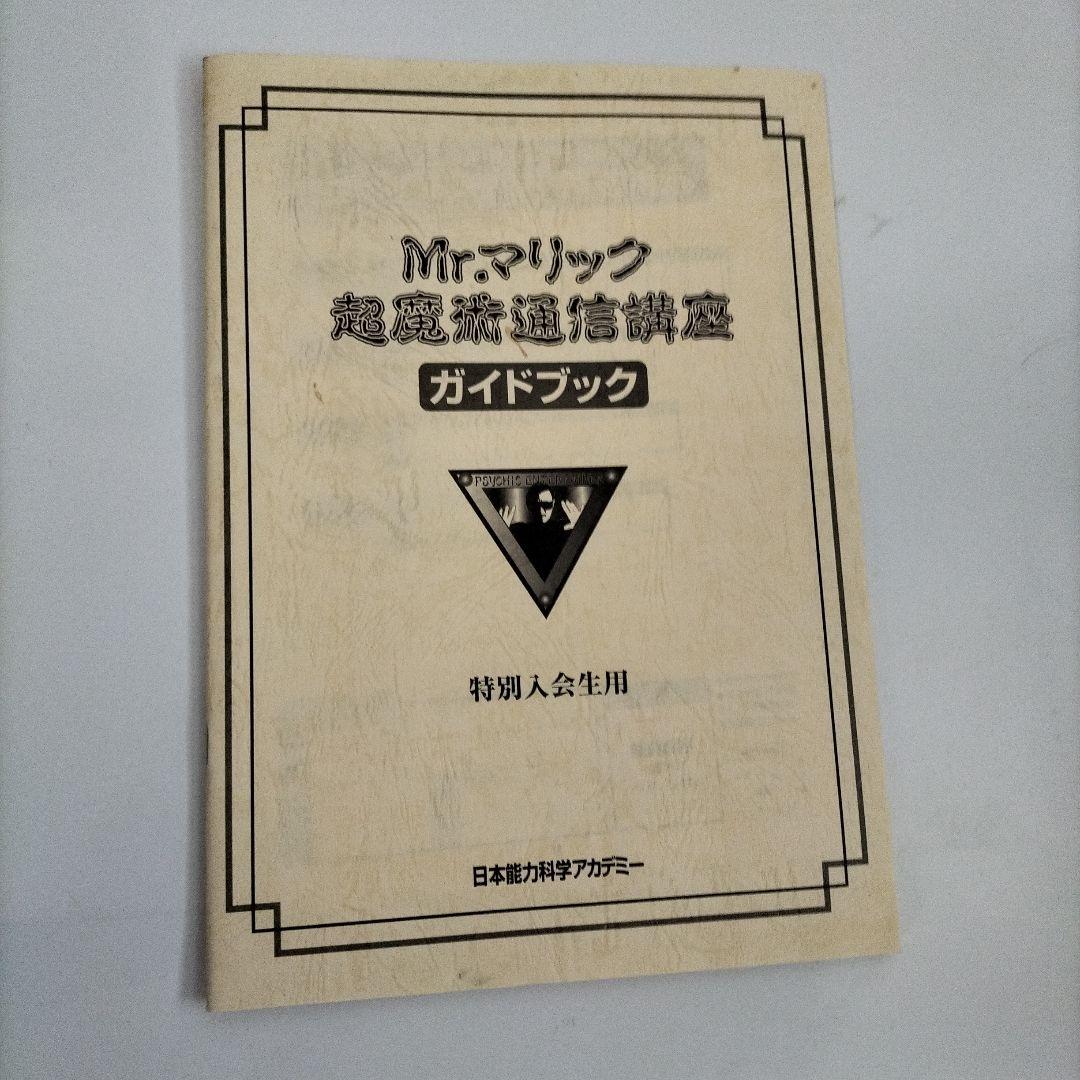 Mr.マリック
超魔術通信講座
ガイドブック
PSYCHIC
特別入会生用
日本能力科学アカデミー